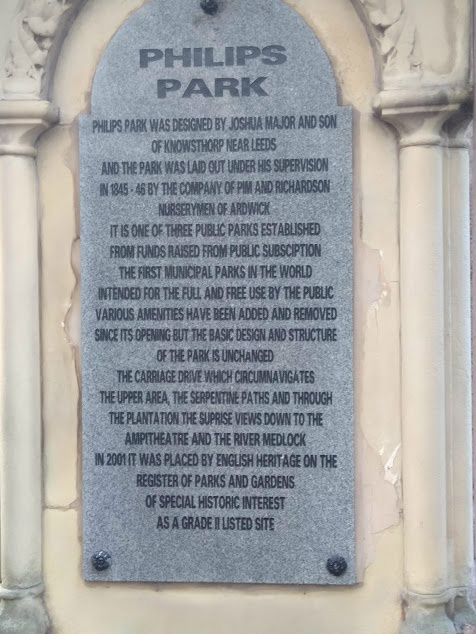 PHILIPS
PARK
PHILIPS PARK WAS DESIGNED BY JOSHUA MAJOR AND SON
OF KNOWSTHORP NEAR LEEDS
AND THE PARK WAS LAID OUT UNDER HIS SUPERVISION
IN 1845 - 46 BY THE COMPANY OF PIM AND RICHARDSON
NURSERYMEN OF ARDWICK
IT IS ONE OF THREE PUBLIC PARKS ESTABLISHED
FROM FUNDS RAISED FROM PUBLIC SUBSCIPTION
THE FIRST MUNICIPAL PARKS IN THE WORLD
INTENDED FOR THE FULL AND FREE USE BY THE PUBLIC
VARIOUS AMENITIES HAVE BEEN ADDED AND REMOVED
SINCE ITS OPENING BUT THE BASIC DESIGN AND STRUCTURE
OF THE PARK IS UNCHANGED
THE CARRIAGE DRIVE WHICH CIRCUMNAVIGATES
THE UPPER AREA, THE SERPENTINE PATHS AND THROUGH
THE PLANTATION THE SUPRISE VIEWS DOWN TO THE
AMPITHEATRE AND THE RIVER MEDLOCK
IN 2001 IT WAS PLACED BY ENGLISH HERITAGE ON THE
REGISTER OF PARKS AND GARDENS
OF SPECIAL HISTORIC INTEREST
AS A GRADE II LISTED SITE